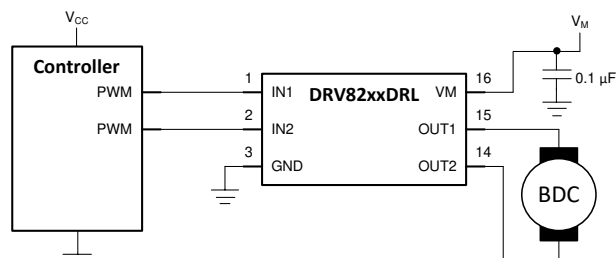 VCC
VM
Controller
1
16
PWM
IN1
DRV82xxDRL
VM
0.1 µF
2
15
PWM
IN2
OUT1
3
14
GND
OUT2
BDC